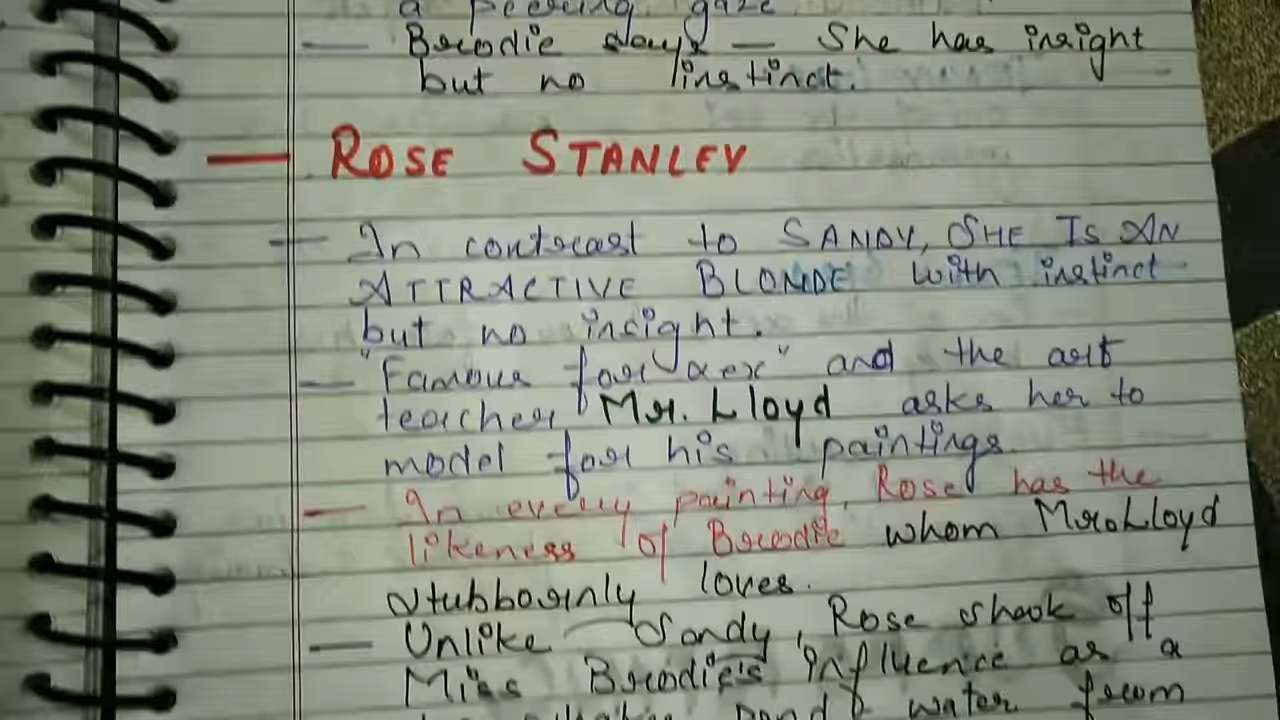 a peering gaze
— Brodie says — She has insight
but no instinct.
— ROSE STANLEY
— In contrast to SANDY, SHE IS AN
ATTRACTIVE BLONDE with instinct
but no insight.
— "Famous for sex" and the art
teacher Mr. Lloyd asks her to
model for his paintings.
— In every painting, Rose has the
likeness of Brodie whom Mr. Lloyd
stubbornly loves.
— Unlike Sandy, Rose shook off
Miss Brodie's influence as a
pond water from